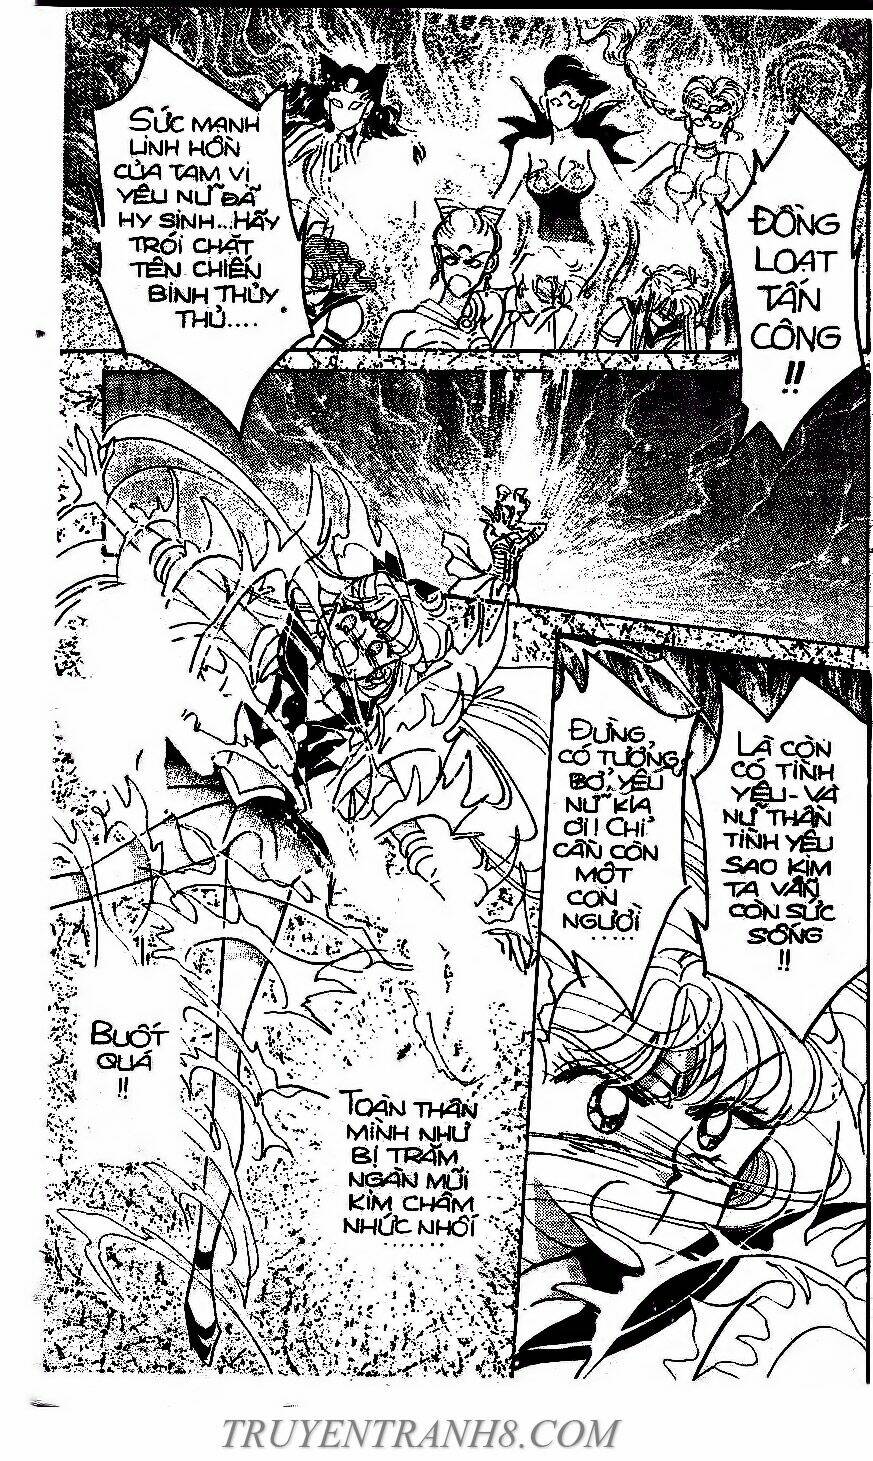 ĐỒNG
LOẠT
TẤN
CÔNG
!!
SỨC MẠNH
LINH HỒN
CỦA TAM VỊ
YÊU NỮ ĐÃ
HY SINH... HÃY
TRÓI CHẶT
TÊN CHIẾN
BINH THỦY
THỦ....
LÀ CÒN
CÓ TÌNH
YÊU - VÀ
NỮ THẦN
TÌNH YÊU
SAO KIM
TA VẪN
CÒN SỨC
SỐNG
!!
ĐỪNG
CÓ TƯỞNG
BỞ, YÊU
NỮ KIA
ƠI! CHỈ
CẦN CÒN
MỘT
CON
NGƯỜI
.....
BUỐT
QUÁ
!!
TOÀN THÂN
MÌNH NHƯ
BỊ TRĂM
NGÀN MŨI
KIM CHÂM
NHỨC NHỐI
.......
TRUYENTRANH8.COM